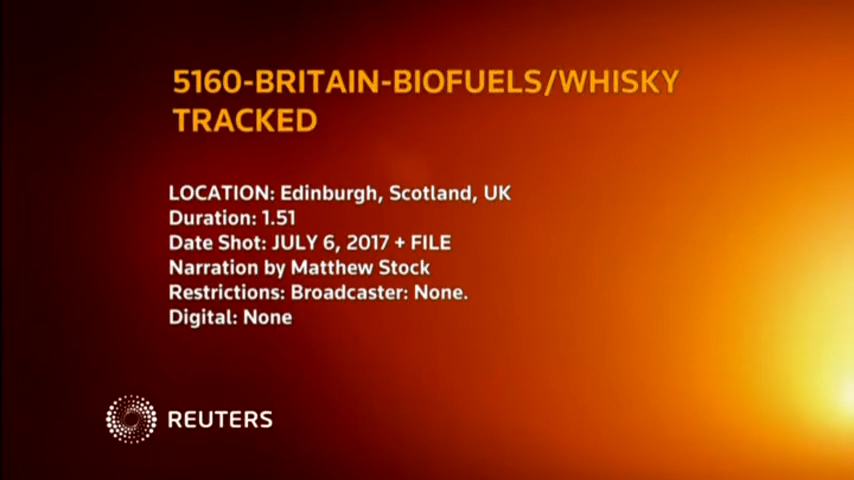 5160-BRITAIN-BIOFUELS/WHISKY
TRACKED
LOCATION: Edinburgh, Scotland, UK
Duration: 1.51
Date Shot: JULY 6, 2017 + FILE
Narration by Matthew Stock
Restrictions: Broadcaster: None.
Digital: None
REUTERS